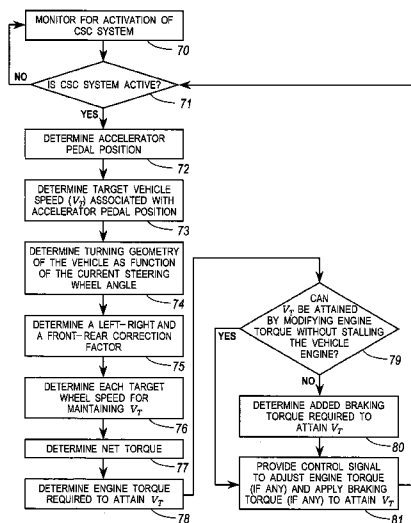 MONITOR FOR ACTIVATION OF
CSC SYSTEM
70
NO
IS CSC SYSTEM ACTIVE?
71
YES
DETERMINE ACCELERATOR
PEDAL POSITION
72
DETERMINE TARGET VEHICLE
SPEED (VT) ASSOCIATED WITH
ACCELERATOR PEDAL POSITION
73
DETERMINE TURNING GEOMETRY
OF THE VEHICLE AS FUNCTION
OF THE CURRENT STEERING
WHEEL ANGLE
74
DETERMINE A LEFT-RIGHT AND
A FRONT-REAR CORRECTION
FACTOR
75
DETERMINE EACH TARGET
WHEEL SPEED FOR
MAINTAINING VT
76
DETERMINE NET TORQUE
77
DETERMINE ENGINE TORQUE
REQUIRED TO ATTAIN VT
78
CAN
VT BE ATTAINED
BY MODIFYING ENGINE
TORQUE WITHOUT STALLING
THE VEHICLE
ENGINE?
79
YES
NO
DETERMINE ADDED BRAKING
TORQUE REQUIRED TO
ATTAIN VT
80
PROVIDE CONTROL SIGNAL
TO ADJUST ENGINE TORQUE
(IF ANY) AND APPLY BRAKING
TORQUE (IF ANY) TO ATTAIN VT
81